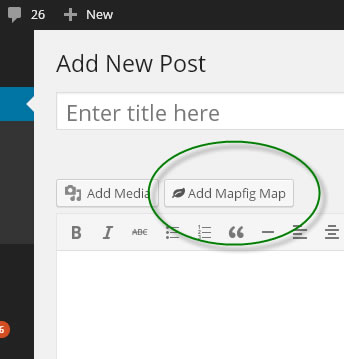 26 New
Add New Post
Enter title here
Add Media Add Mapfig Map
B I ABC
6